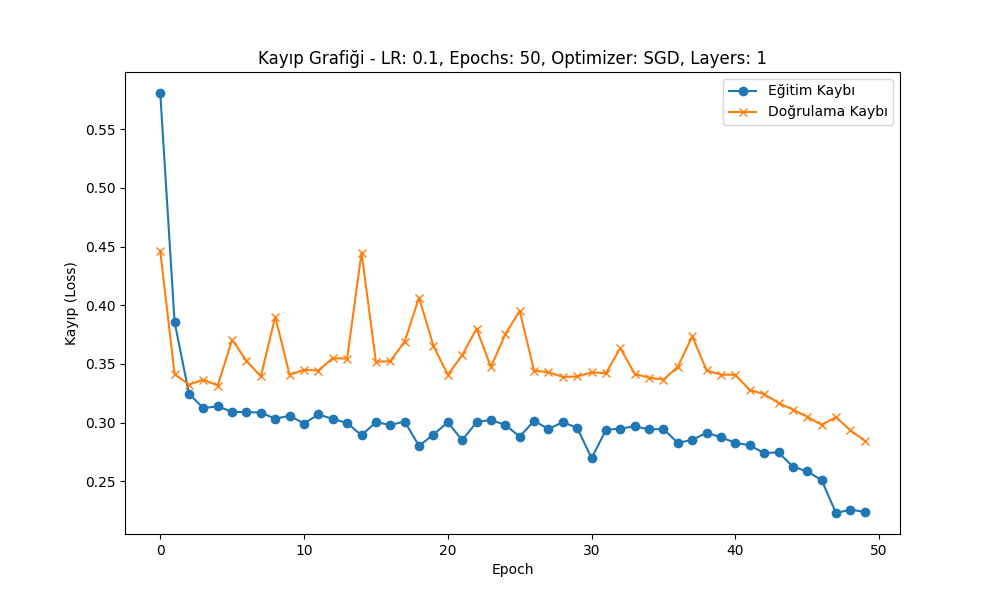 Kayıp Grafiği - LR: 0.1, Epochs: 50, Optimizer: SGD, Layers: 1
Eğitim Kaybı
Doğrulama Kaybı
Kayıp (Loss)
0.55
0.50
0.45
0.40
0.35
0.30
0.25
0 10 20 30 40 50
Epoch